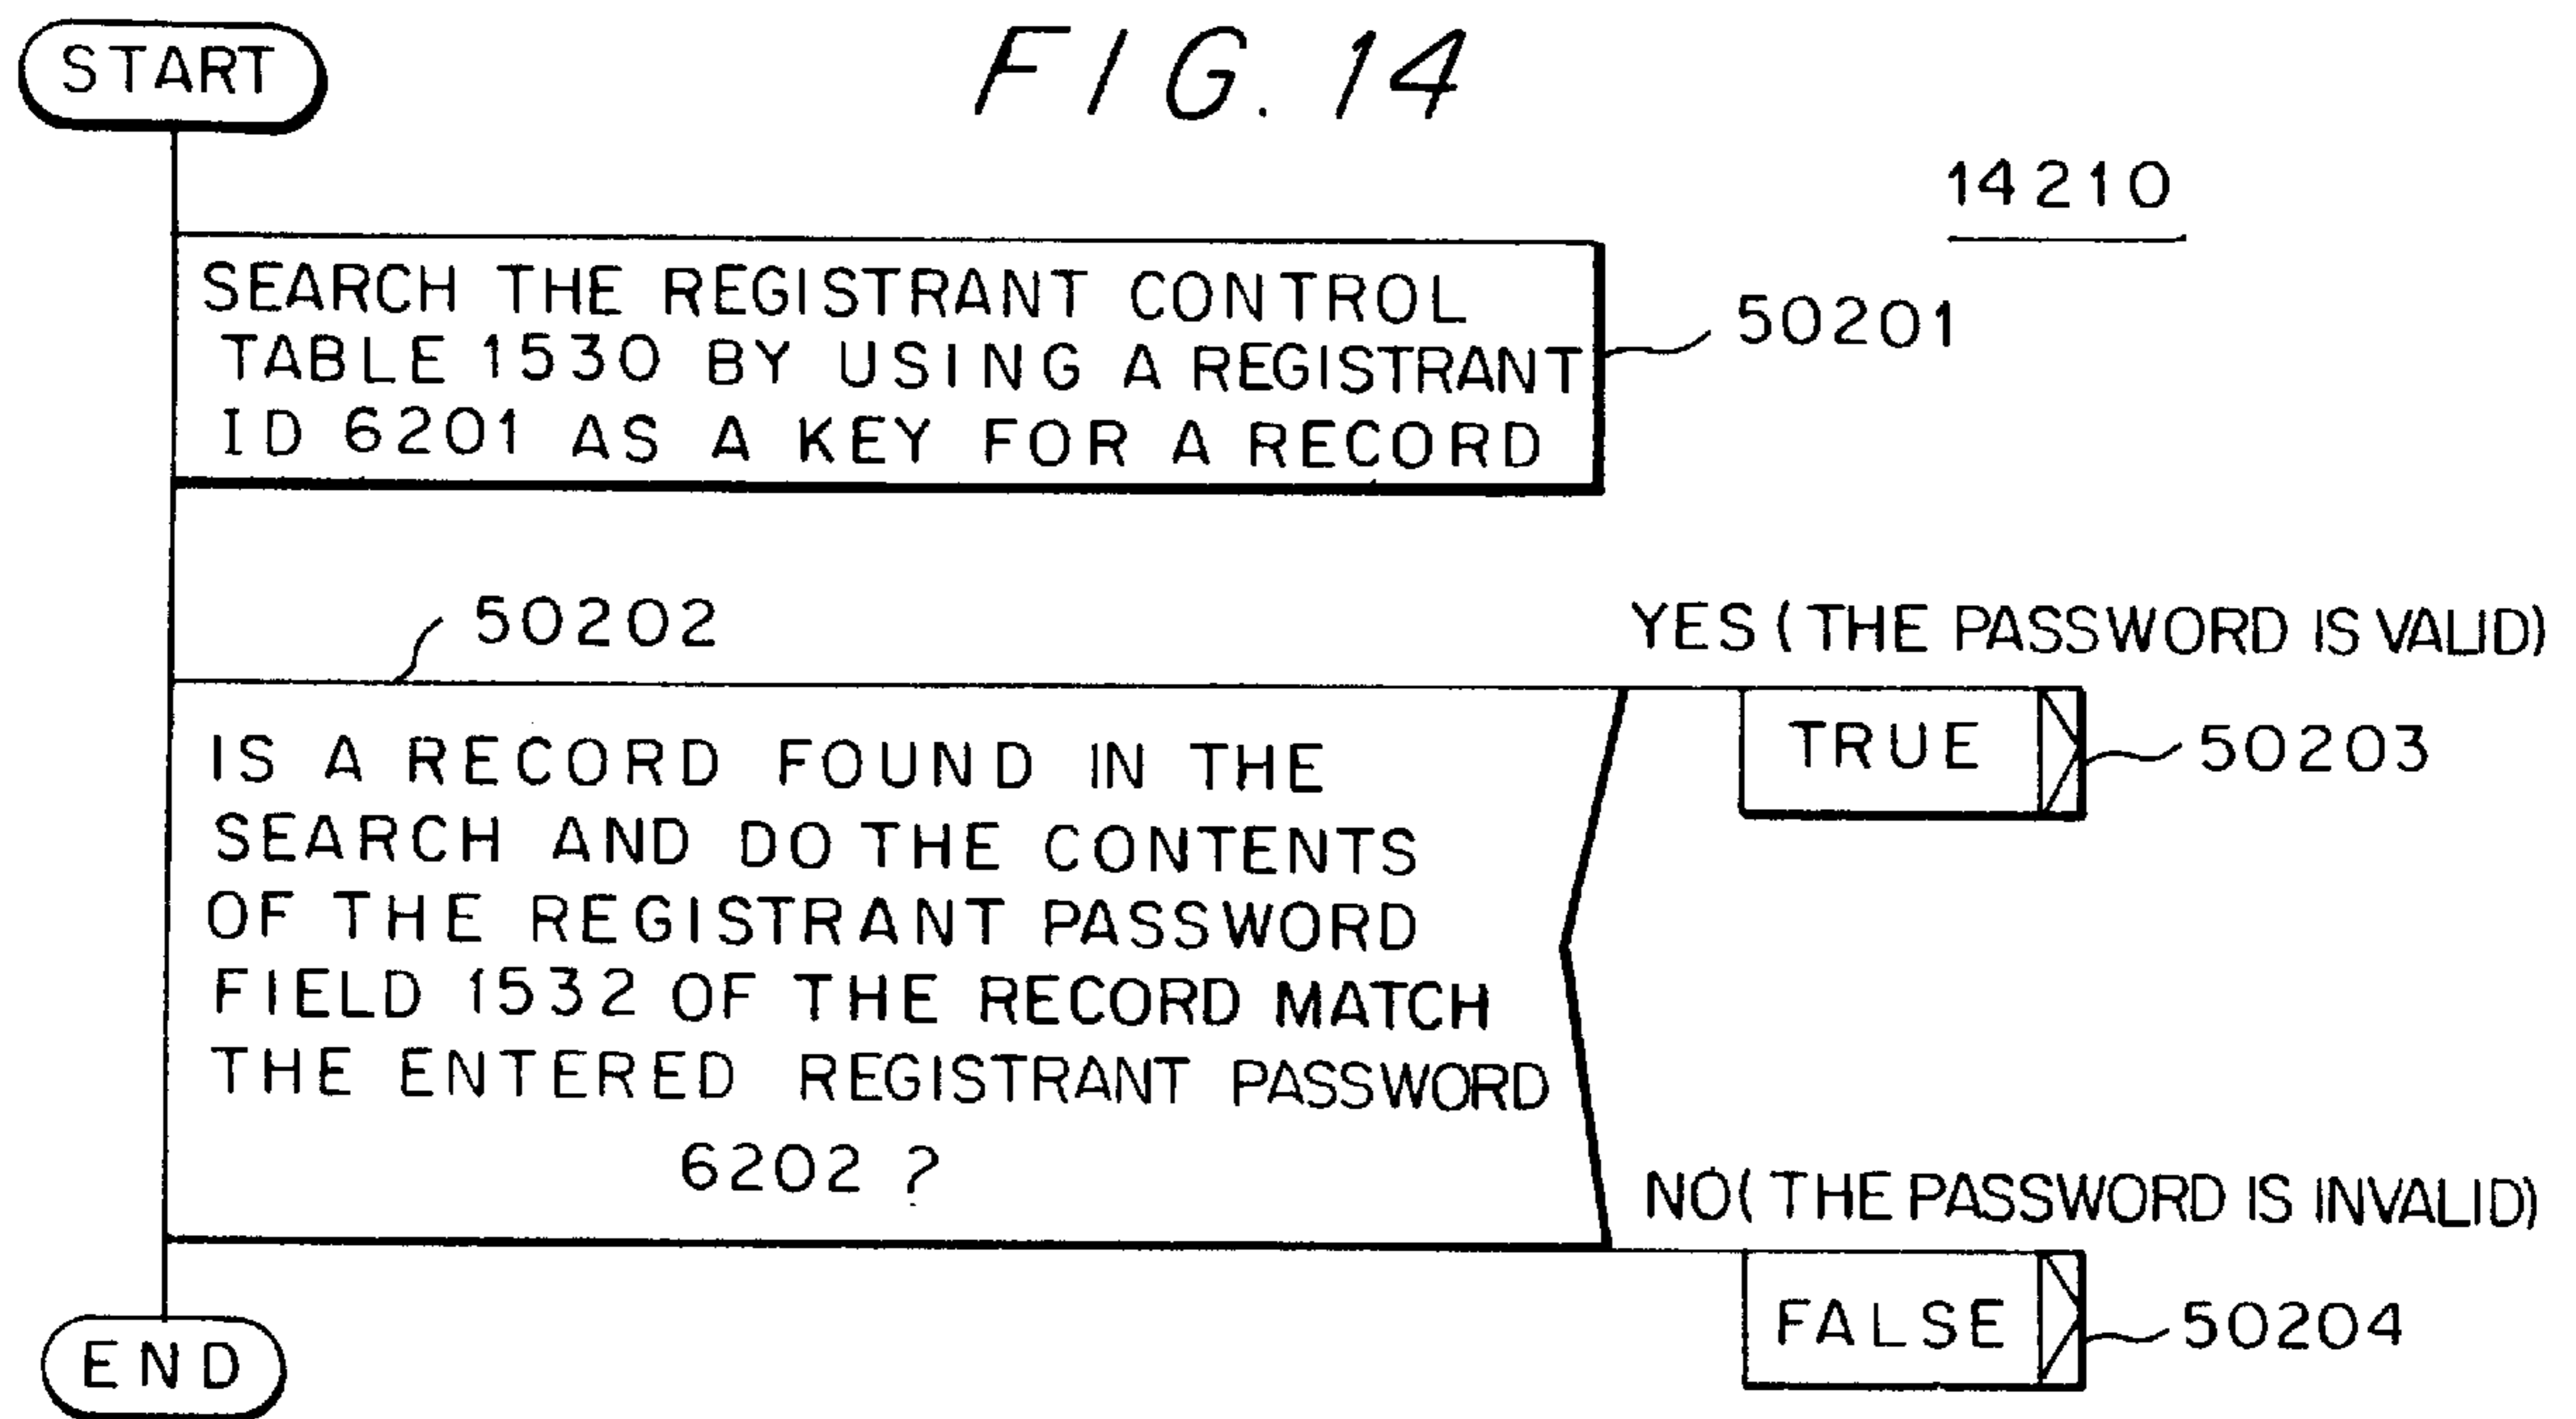 START
FIG. 14
14210
SEARCH THE REGISTRANT CONTROL
TABLE 1530 BY USING A REGISTRANT
ID 6201 AS A KEY FOR A RECORD
50201
50202
YES (THE PASSWORD IS VALID)
IS A RECORD FOUND IN THE
SEARCH AND DO THE CONTENTS
OF THE REGISTRANT PASSWORD
FIELD 1532 OF THE RECORD MATCH
THE ENTERED REGISTRANT PASSWORD
6202 ?
TRUE
50203
NO (THE PASSWORD IS INVALID)
FALSE
50204
END